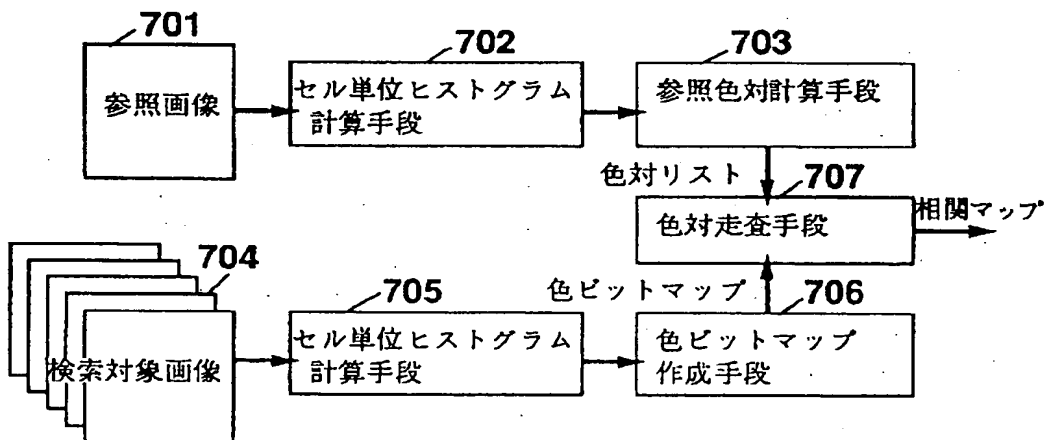 701
参照画像
702
セル単位ヒストグラム
計算手段
703
参照色対計算手段
色対リスト
707
色対走査手段
相関マップ
704
検索対象画像
705
セル単位ヒストグラム
計算手段
色ビットマップ
706
色ビットマップ
作成手段